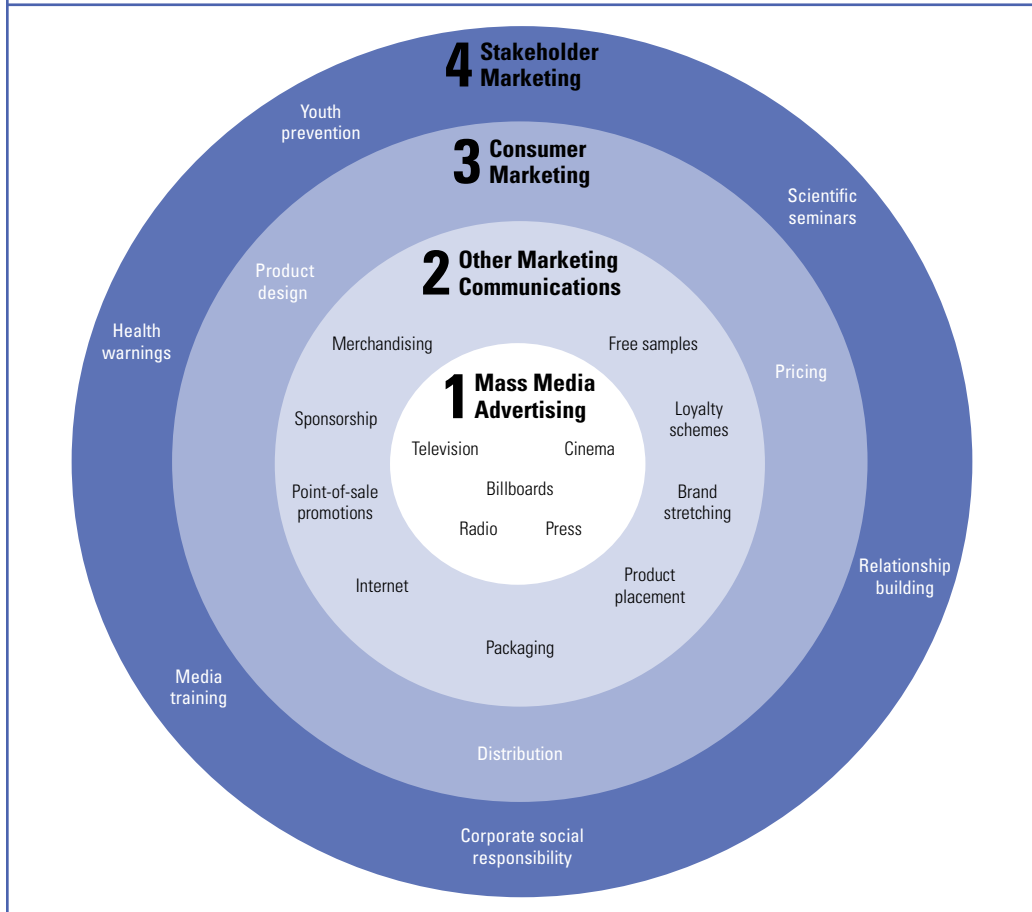 4 Stakeholder
Marketing
Youth
prevention
3 Consumer
Marketing
Scientific
seminars
2 Other Marketing
Communications
Product
design
Health
warnings
Merchandising
Free samples
1 Mass Media
Advertising
Pricing
Sponsorship
Loyalty
schemes
Television
Cinema
Billboards
Point-of-sale
promotions
Brand
stretching
Radio
Press
Internet
Product
placement
Relationship
building
Packaging
Media
training
Distribution
Corporate social
responsibility